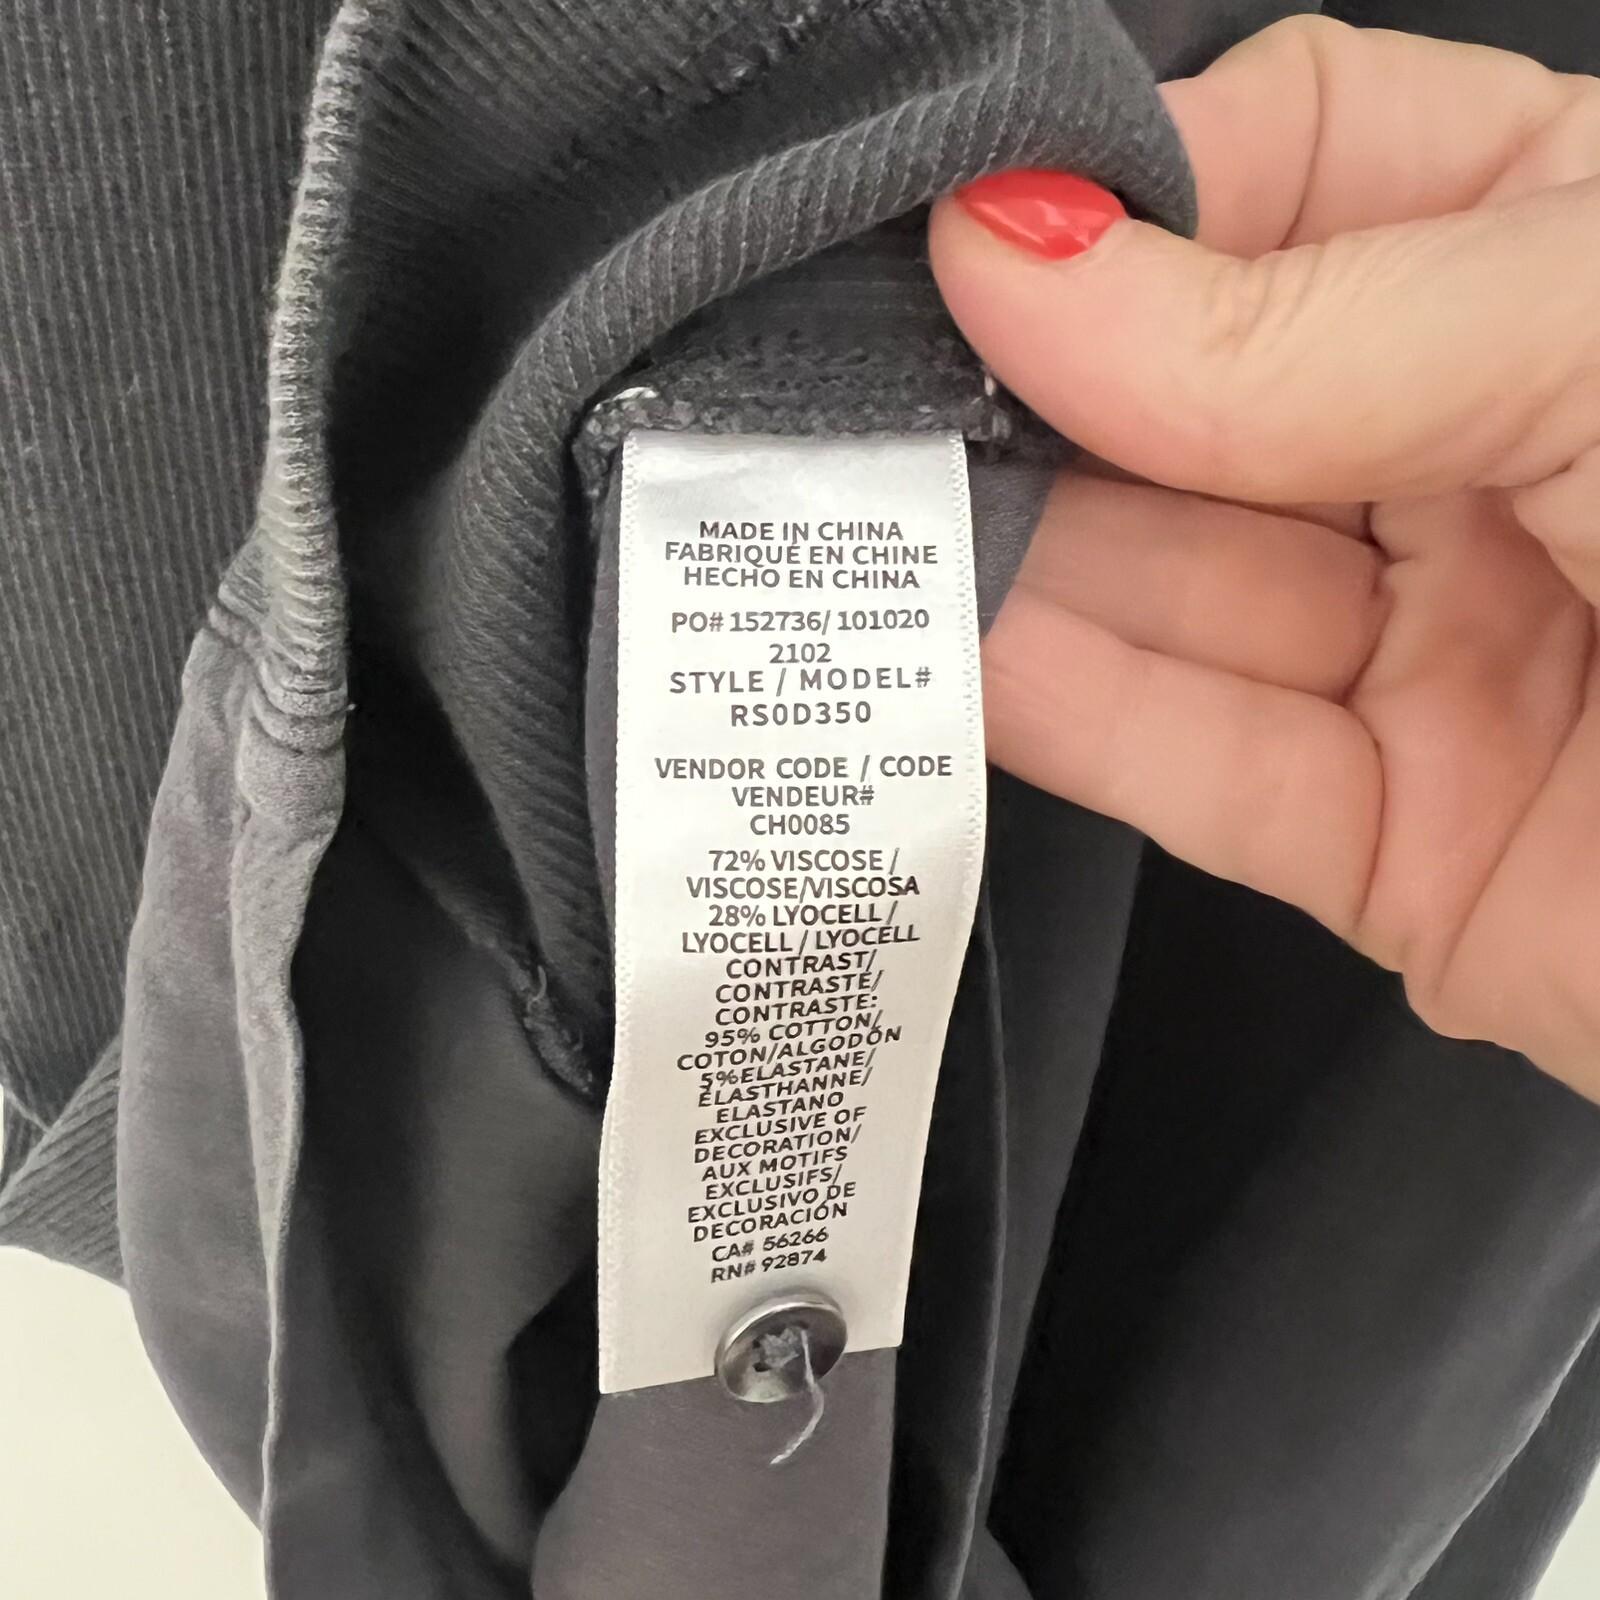 MADE IN CHINA
FABRIQUÉ EN CHINE
HECHO EN CHINA
PO# 152736/ 101020
2102
STYLE / MODEL#
RS0D350
VENDOR CODE / CODE
VENDEUR#
CH0085
72% VISCOSE /
VISCOSE/VISCOSA
28% LYOCELL /
LYOCELL / LYOCELL
CONTRAST/
CONTRASTE/
CONTRASTE:
95% COTTON/
COTON/ALGODÓN
5%ELASTANE/
ÉLASTHANNE/
ELASTANO
EXCLUSIVE OF
DECORATION/
AUX MOTIFS
EXCLUSIFS/
EXCLUSIVO DE
DECORACIÓN
CA# 56266
RN# 92874